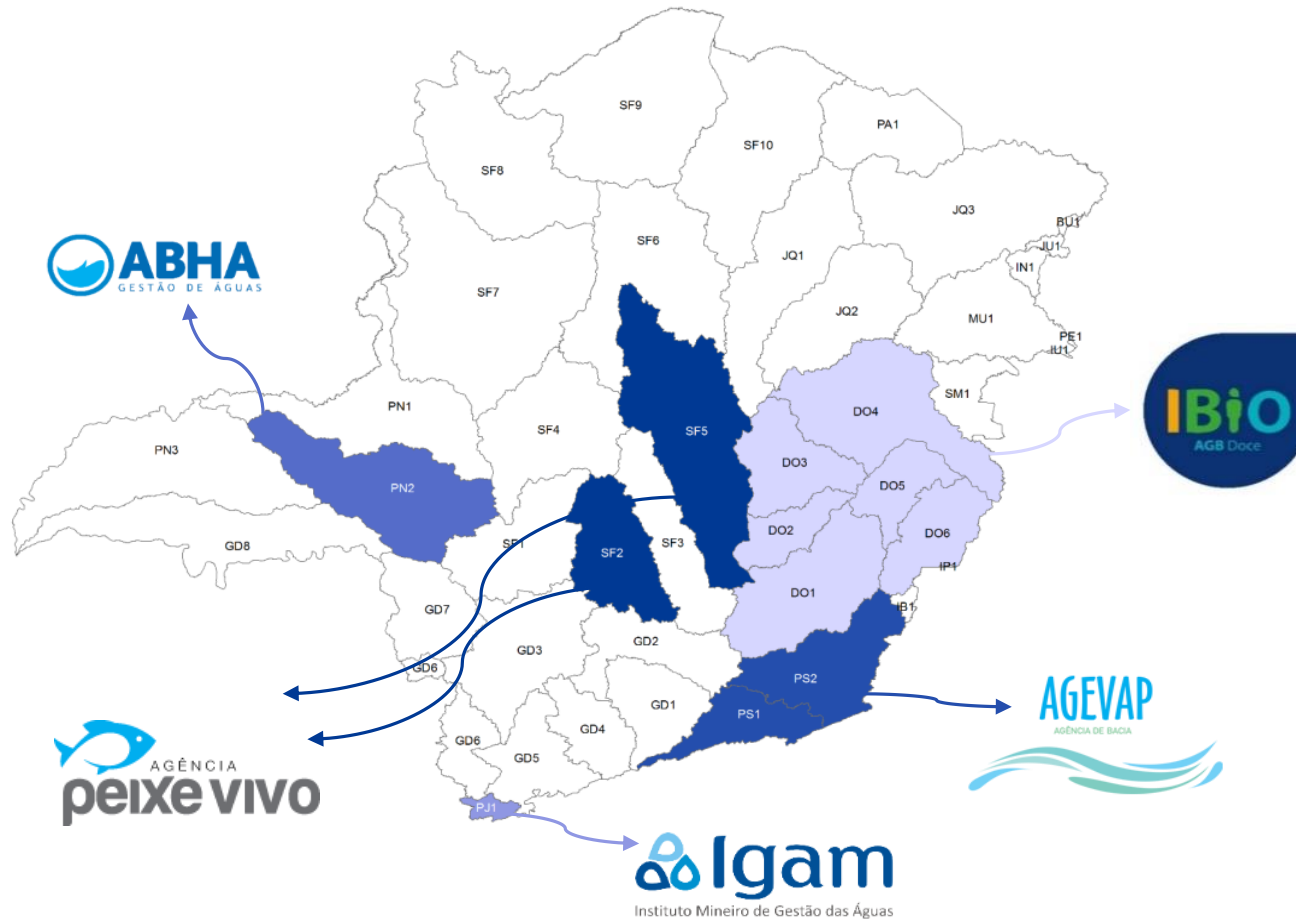 SF9
PA1
SF10
SF8
JQ3
BU1
SF6
JU1
JQ1
IN1
ABHA
GESTÃO DE ÁGUAS
SF7
JQ2
MU1
PE1
IU1
SM1
PN1
DO4
IBiO
AGB Doce
SF4
SF5
PN3
DO3
PN2
DO5
DO2
DO6
SF1
SF3
GD8
SF2
IP1
DO1
IB1
GD7
GD2
GD3
GD6
PS2
GD1
PS1
AGEVAP
AGÊNCIA DE BACIA
GD4
GD6
GD5
AGÊNCIA
peixe vivo
PJ1
Igam
Instituto Mineiro de Gestão das Águas